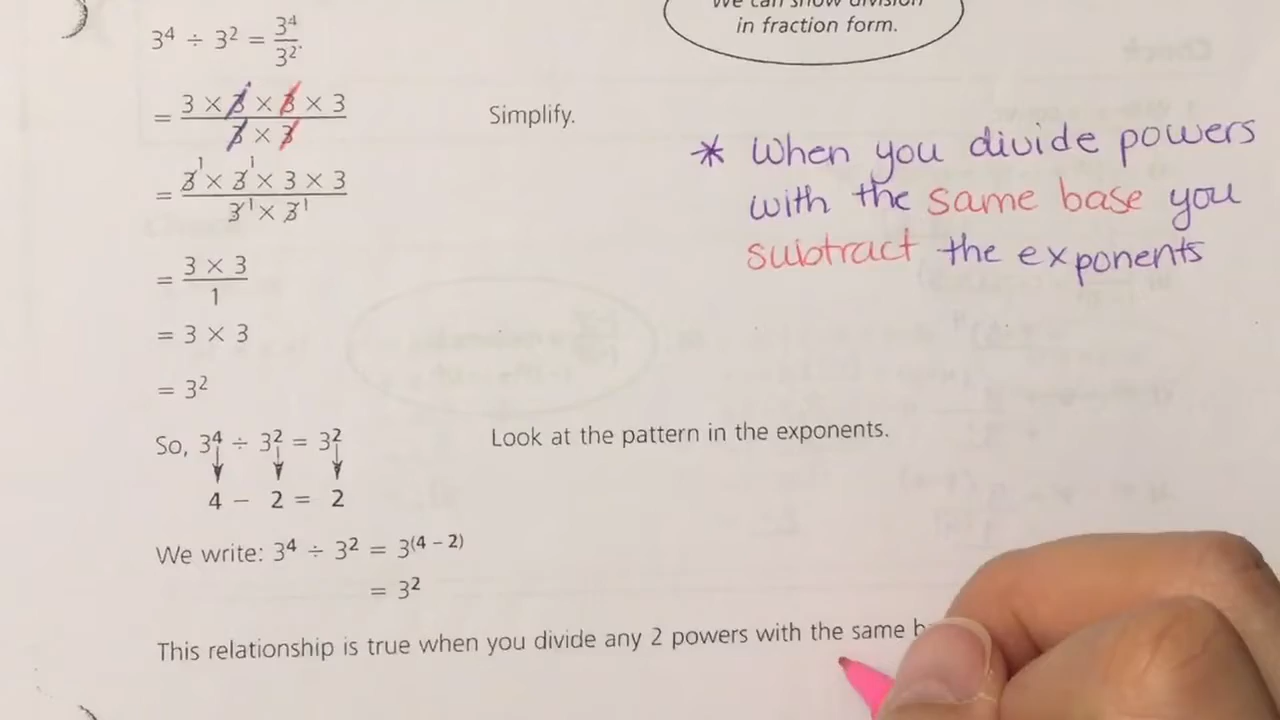 We can show division
in fraction form.
3⁴ ÷ 3² = 3⁴/3².
= 3 × 3 × 3 × 3 / 3 × 3
Simplify.
= 3¹ × 3¹ × 3 × 3 / 3¹ × 3¹
= 3 × 3 / 1
= 3 × 3
= 3²
* When you divide powers
with the same base you
subtract the exponents
So, 3⁴ ÷ 3² = 3²
Look at the pattern in the exponents.
4 − 2 = 2
We write: 3⁴ ÷ 3² = 3⁽⁴ ⁻ ²⁾
= 3²
This relationship is true when you divide any 2 powers with the same